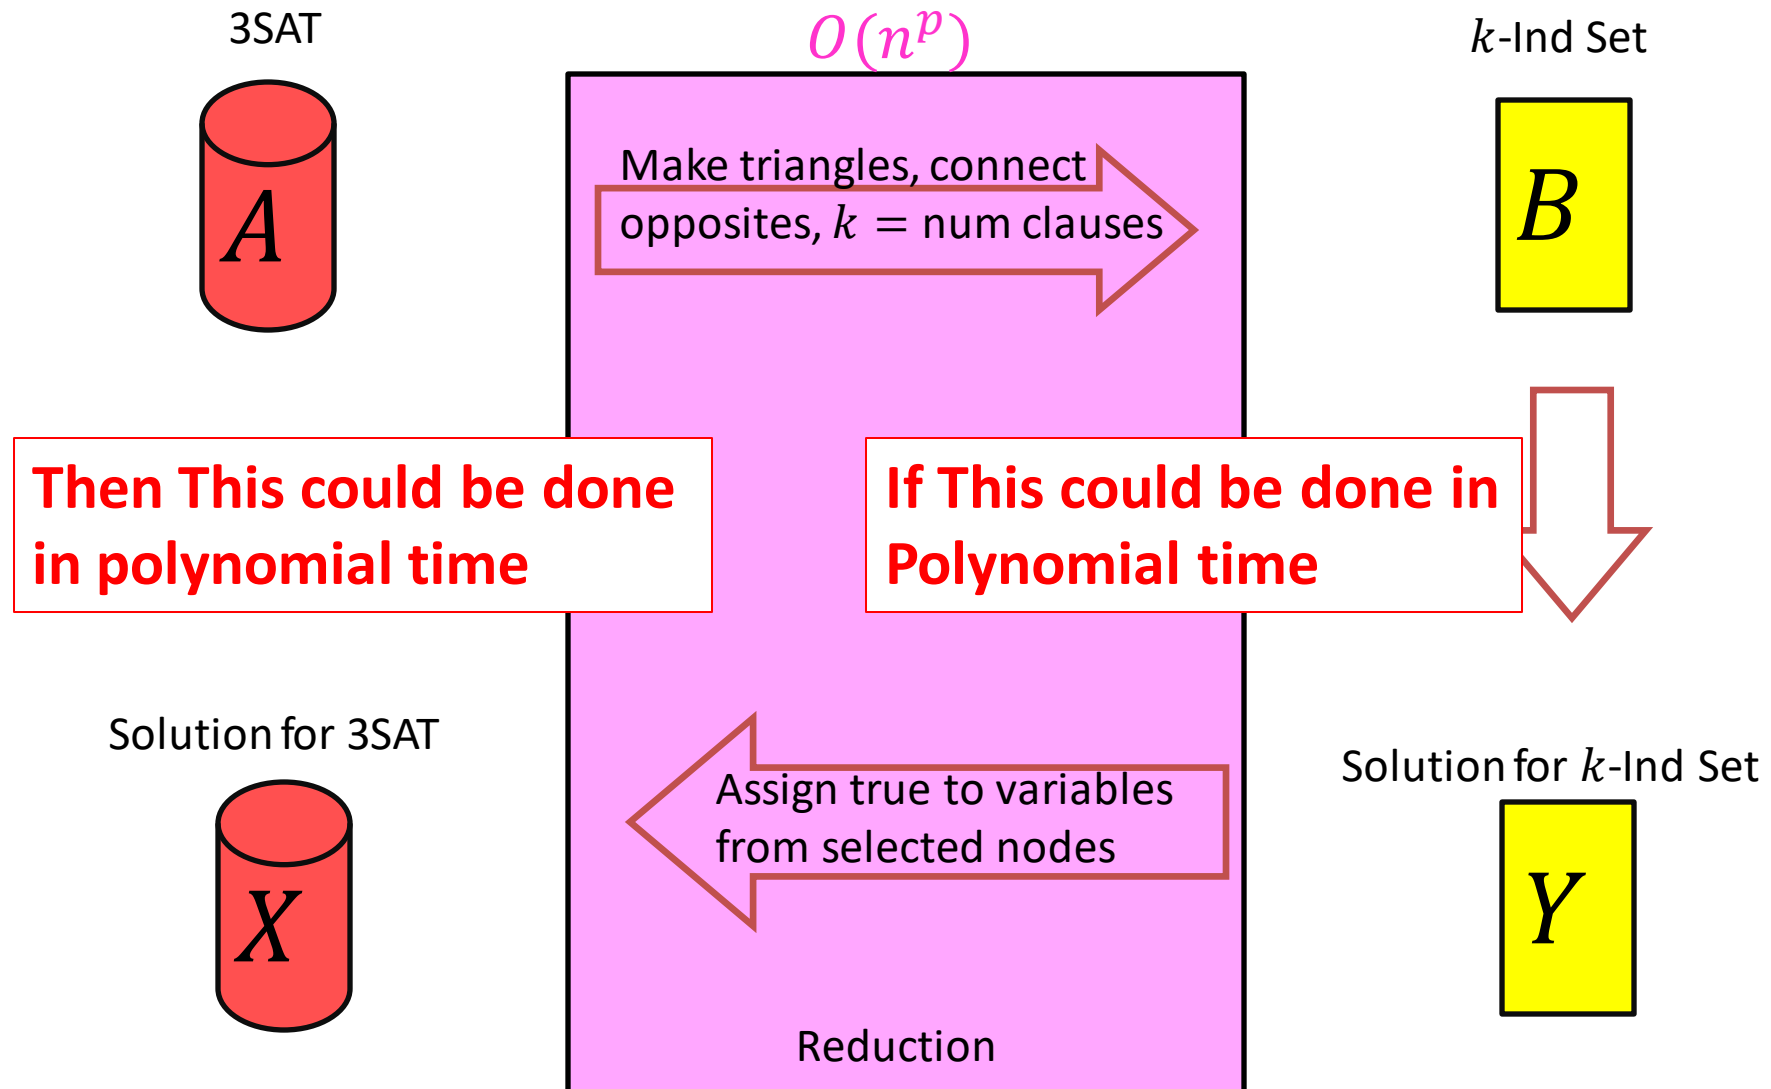 3SAT
O(n^p)
k-Ind Set
A
Make triangles, connect
opposites, k = num clauses
B
Then This could be done
in polynomial time
If This could be done in
Polynomial time
Solution for 3SAT
Solution for k-Ind Set
X
Assign true to variables
from selected nodes
Y
Reduction